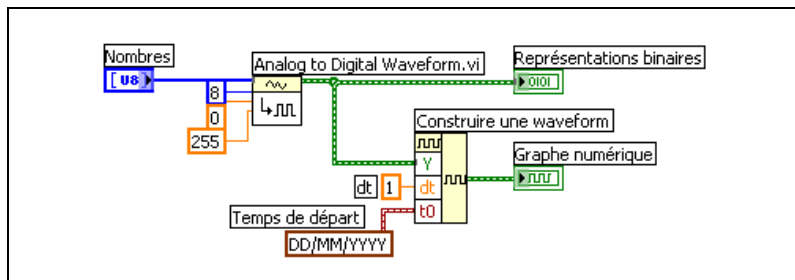 Nombres
[ U8
Analog to Digital Waveform.vi
Représentations binaires
8
0101
0
Construire une waveform
255
Graphe numérique
Y
dt 1 dt
Temps de départ
t0
DD/MM/YYYY